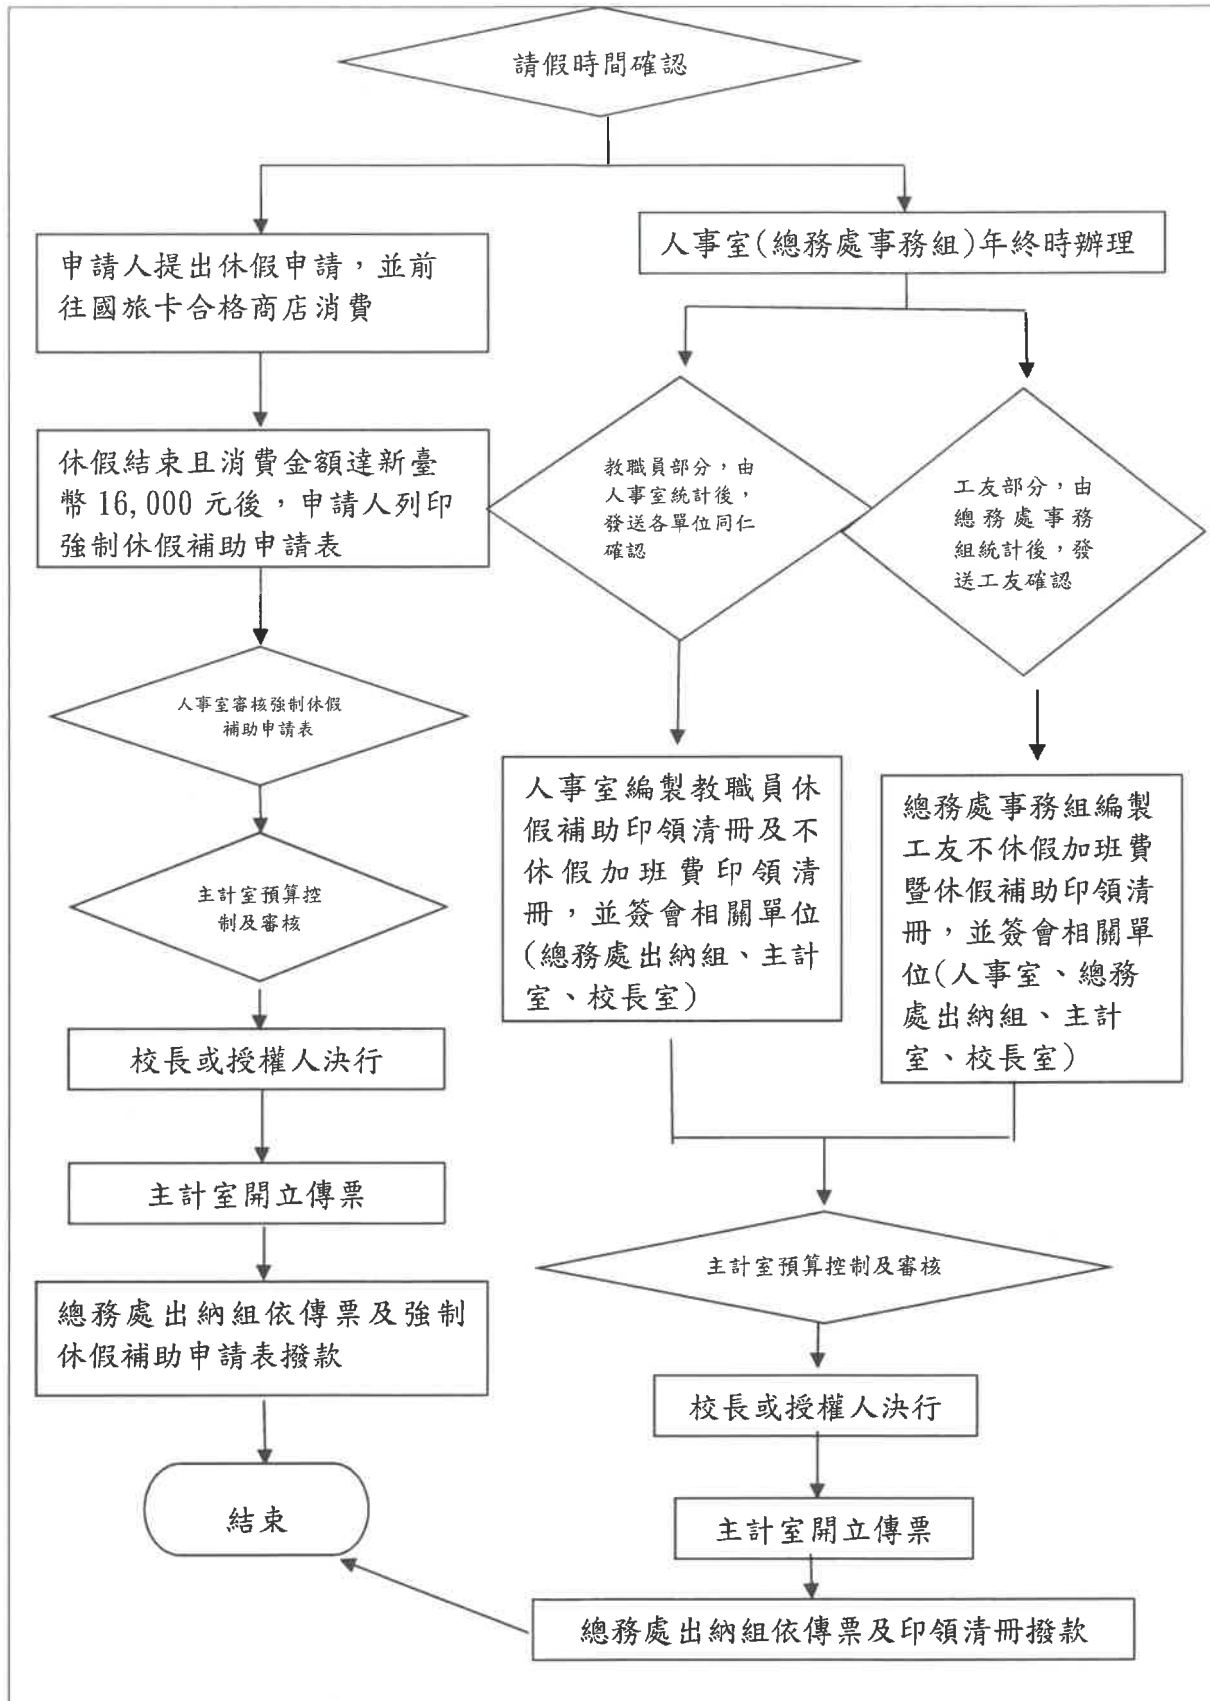 請假時間確認
申請人提出休假申請，並前
往國旅卡合格商店消費
休假結束且消費金額達新臺
幣 16,000 元後，申請人列印
強制休假補助申請表
人事室審核強制休假
補助申請表
主計室預算控
制及審核
校長或授權人決行
主計室開立傳票
總務處出納組依傳票及強制
休假補助申請表撥款
結束
人事室(總務處事務組)年終時辦理
教職員部分，由
人事室統計後，
發送各單位同仁
確認
工友部分，由
總務處事務
組統計後，發
送工友確認
人事室編製教職員休
假補助印領清冊及不
休假加班費印領清
冊，並簽會相關單位
(總務處出納組、主計
室、校長室)
總務處事務組編製
工友不休假加班費
暨休假補助印領清
冊，並簽會相關單
位(人事室、總務
處出納組、主計
室、校長室)
主計室預算控制及審核
校長或授權人決行
主計室開立傳票
總務處出納組依傳票及印領清冊撥款